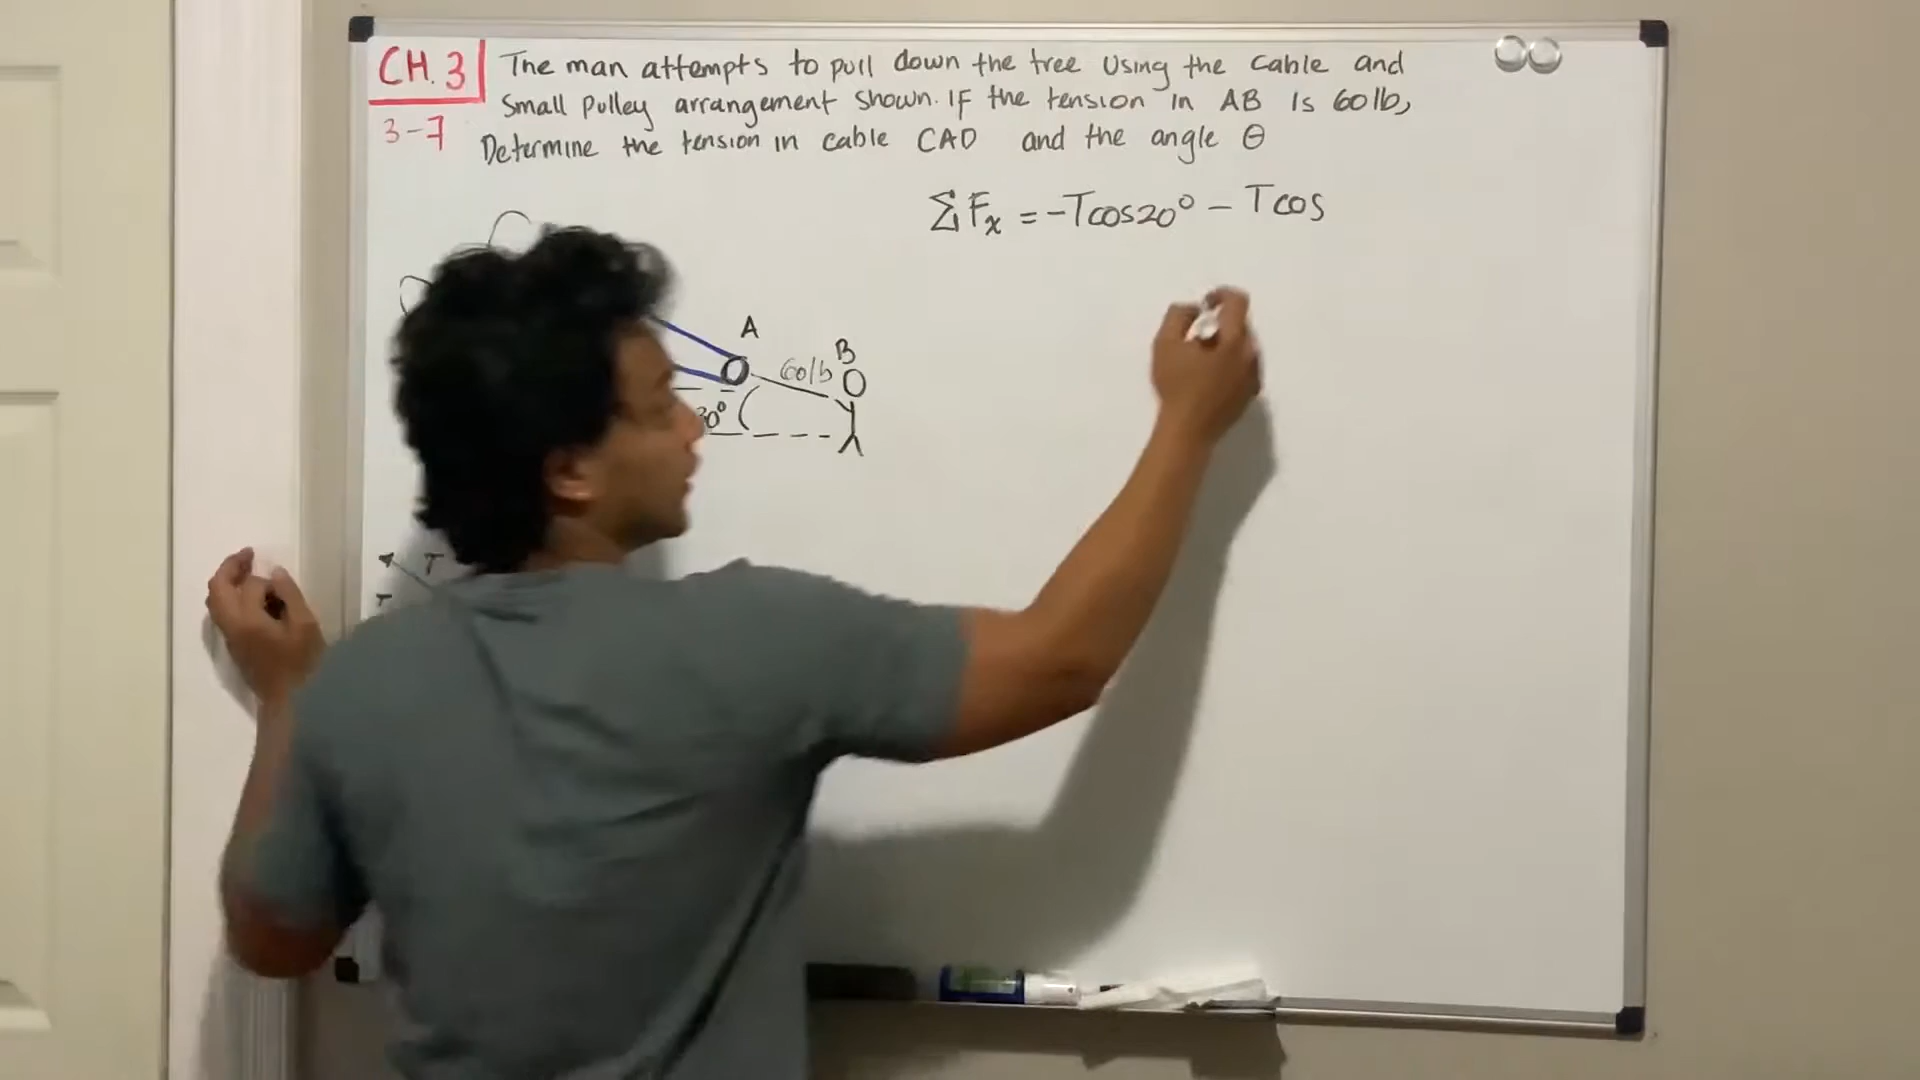 CH. 3
3-7
The man attempts to pull down the tree using the cable and
small pulley arrangement shown. IF the tension in AB is 60lb,
Determine the tension in cable CAD and the angle θ
ΣFx = -Tcos20° - Tcos
A
B
60lb
30°
T
T